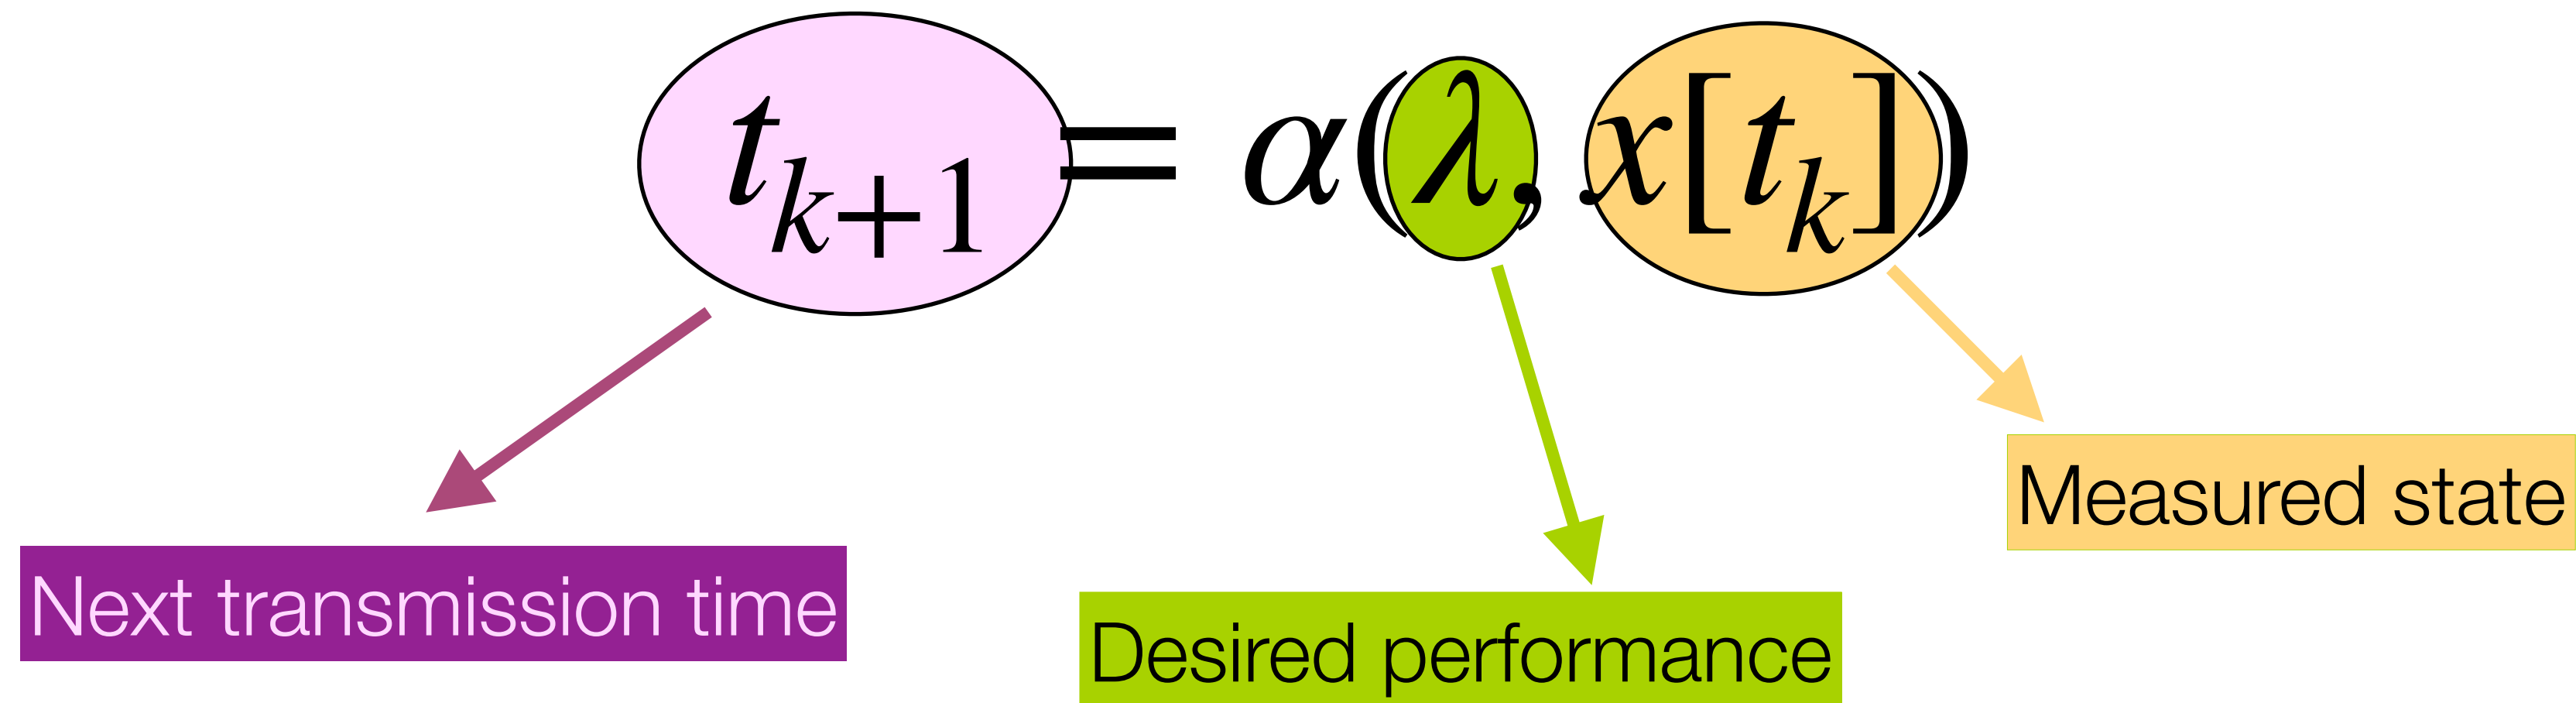 t_{k+1} = α(λ, x[t_k])
Measured state
Next transmission time
Desired performance